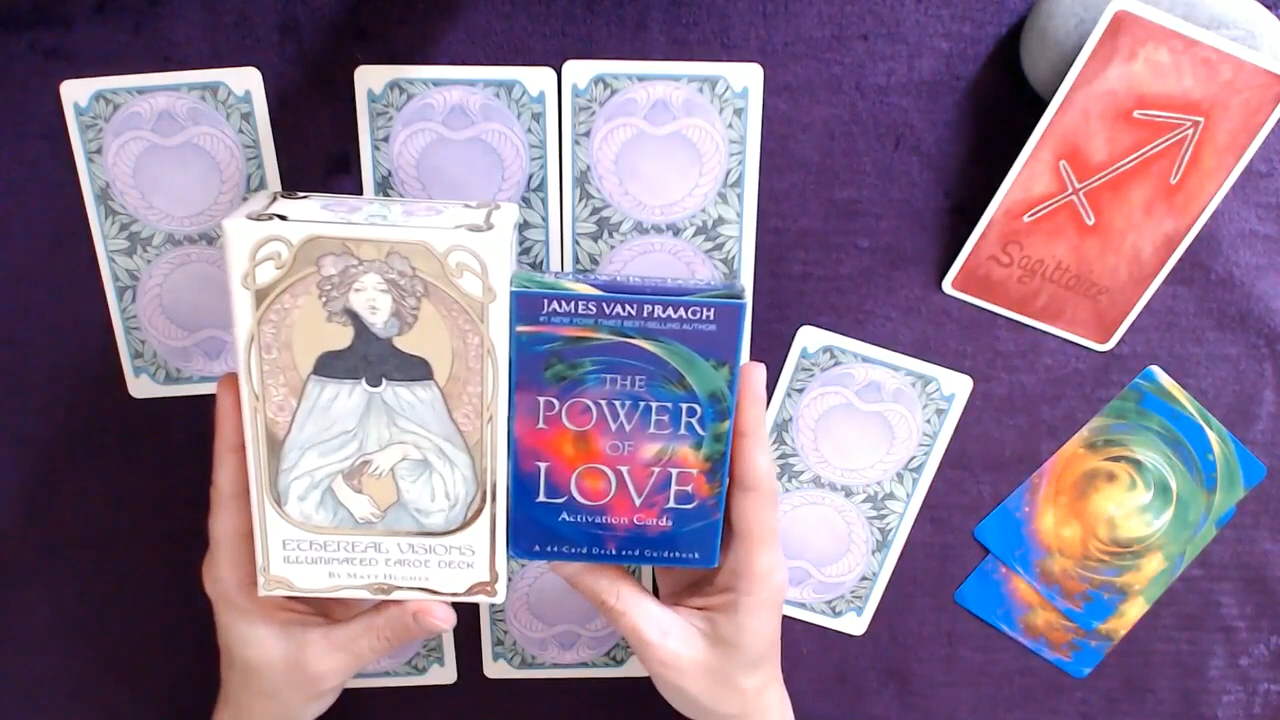 ETHEREAL VISIONS
ILLUMINATED TAROT DECK
BY MATT HUGHES
JAMES VAN PRAAGH
#1 NEW YORK TIMES BEST-SELLING AUTHOR
THE
POWER
OF
LOVE
Activation Cards
A 44-Card Deck and Guidebook
Sagittaire